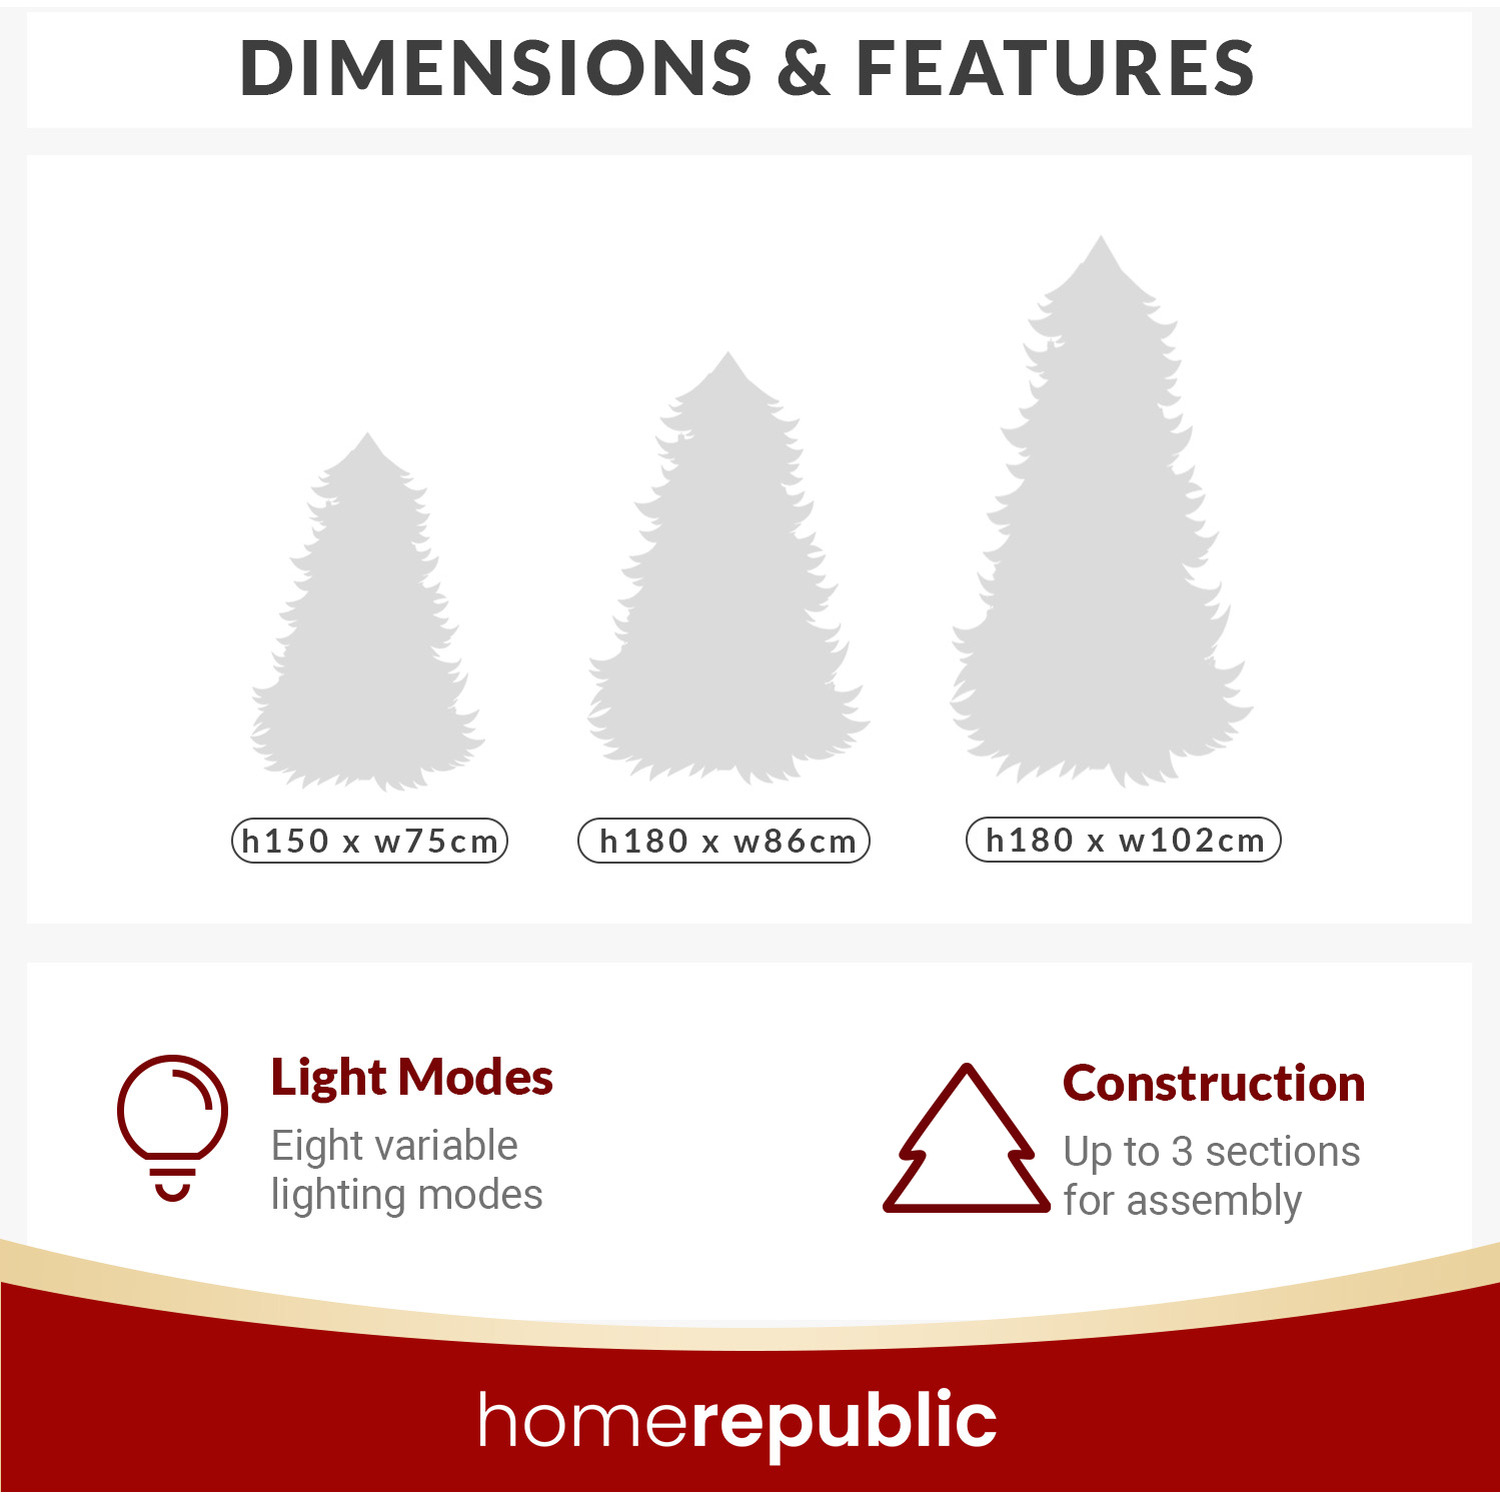 DIMENSIONS & FEATURES
h150 x w75cm
h180 x w86cm
h180 x w102cm
Light Modes
Eight variable
lighting modes
Construction
Up to 3 sections
for assembly
homerepublic